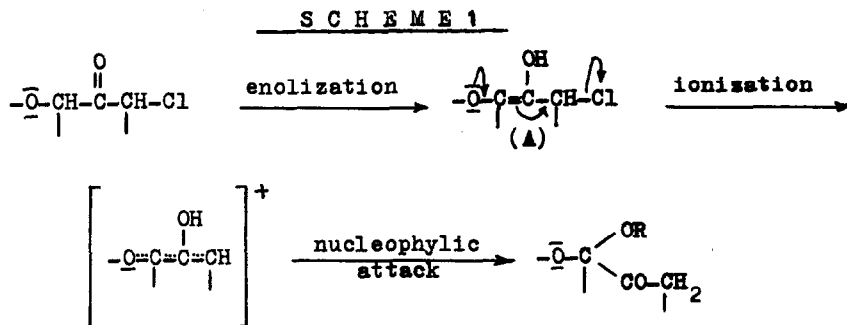 S C H E M E 1
O OH
-O-CH-C-CH-Cl enolization -O-C=C-CH-Cl ionization
(A)
OH +
-O=C=C=CH nucleophylic attack -O-C OR
CO-CH2